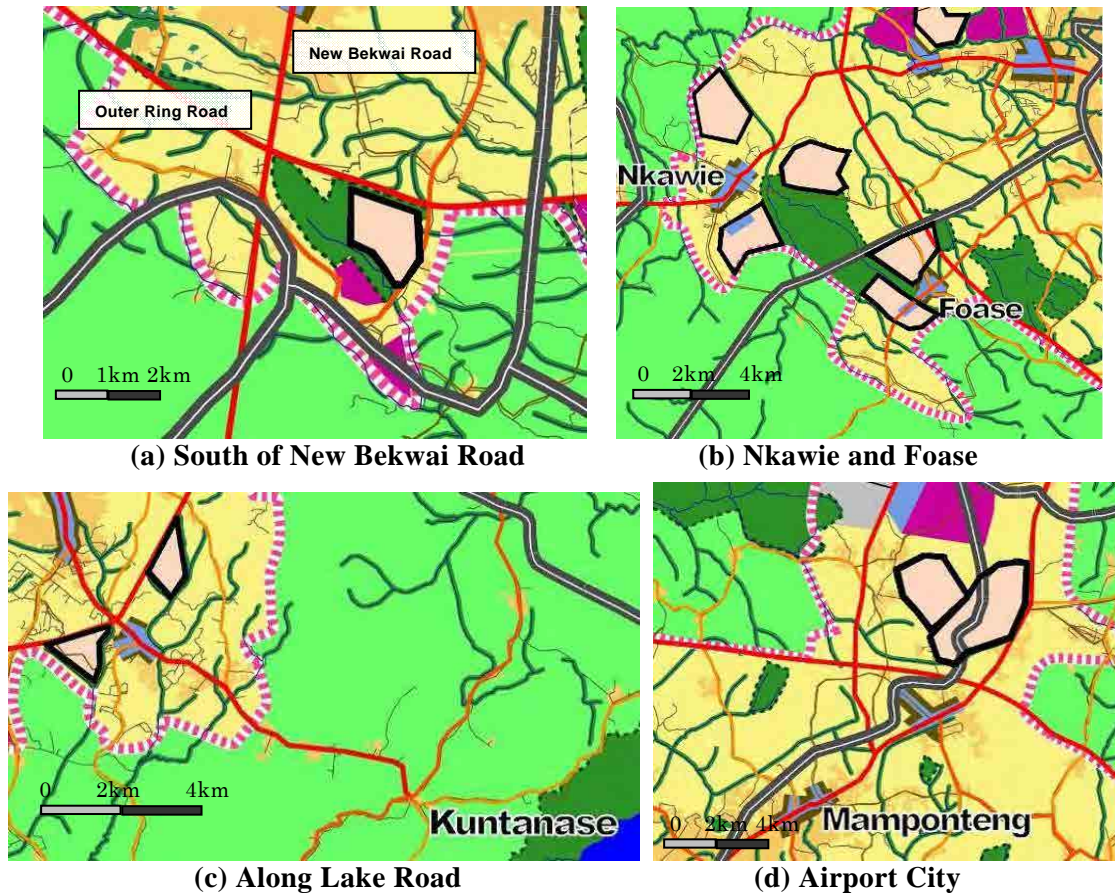 New Bekwai Road
Outer Ring Road
0 1km 2km
(a) South of New Bekwai Road
Nkawie
Foase
0 2km 4km
(b) Nkawie and Foase
0 2km 4km
Kuntanase
(c) Along Lake Road
0 2km 4km
Mamponteng
(d) Airport City